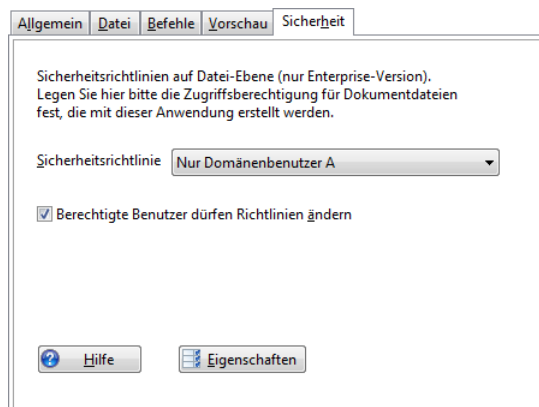 Allgemein Datei Befehle Vorschau Sicherheit
Sicherheitsrichtlinien auf Datei-Ebene (nur Enterprise-Version).
Legen Sie hier bitte die Zugriffsberechtigung für Dokumentdateien
fest, die mit dieser Anwendung erstellt werden.
Sicherheitsrichtlinie Nur Domänenbenutzer A
Berechtigte Benutzer dürfen Richtlinien ändern
Hilfe Eigenschaften